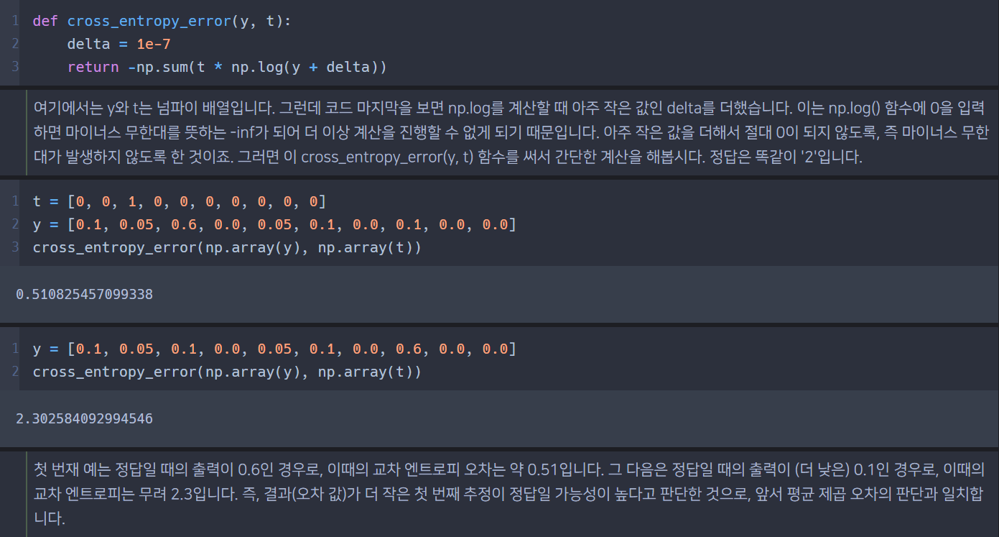 1 def cross_entropy_error(y, t):
2     delta = 1e-7
3     return -np.sum(t * np.log(y + delta))
여기에서는 y와 t는 넘파이 배열입니다. 그런데 코드 마지막을 보면 np.log를 계산할 때 아주 작은 값인 delta를 더했습니다. 이는 np.log() 함수에 0을 입력
하면 마이너스 무한대를 뜻하는 -inf가 되어 더 이상 계산을 진행할 수 없게 되기 때문입니다. 아주 작은 값을 더해서 절대 0이 되지 않도록, 즉 마이너스 무한
대가 발생하지 않도록 한 것이죠. 그러면 이 cross_entropy_error(y, t) 함수를 써서 간단한 계산을 해봅시다. 정답은 똑같이 '2'입니다.
1 t = [0, 0, 1, 0, 0, 0, 0, 0, 0, 0]
2 y = [0.1, 0.05, 0.6, 0.0, 0.05, 0.1, 0.0, 0.1, 0.0, 0.0]
3 cross_entropy_error(np.array(y), np.array(t))
0.510825457099338
1 y = [0.1, 0.05, 0.1, 0.0, 0.05, 0.1, 0.0, 0.6, 0.0, 0.0]
2 cross_entropy_error(np.array(y), np.array(t))
2.302584092994546
첫 번재 예는 정답일 때의 출력이 0.6인 경우로, 이때의 교차 엔트로피 오차는 약 0.51입니다. 그 다음은 정답일 때의 출력이 (더 낮은) 0.1인 경우로, 이때의
교차 엔트로피는 무려 2.3입니다. 즉, 결과(오차 값)가 더 작은 첫 번째 추정이 정답일 가능성이 높다고 판단한 것으로, 앞서 평균 제곱 오차의 판단과 일치합
니다.